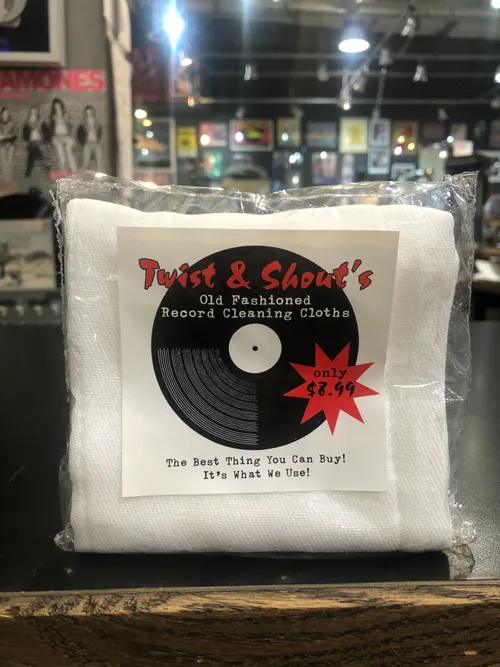 RAMONES
Twist & Shout's
Old Fashioned
Record Cleaning Cloths
only
$8.99
The Best Thing You Can Buy!
It's What We Use!